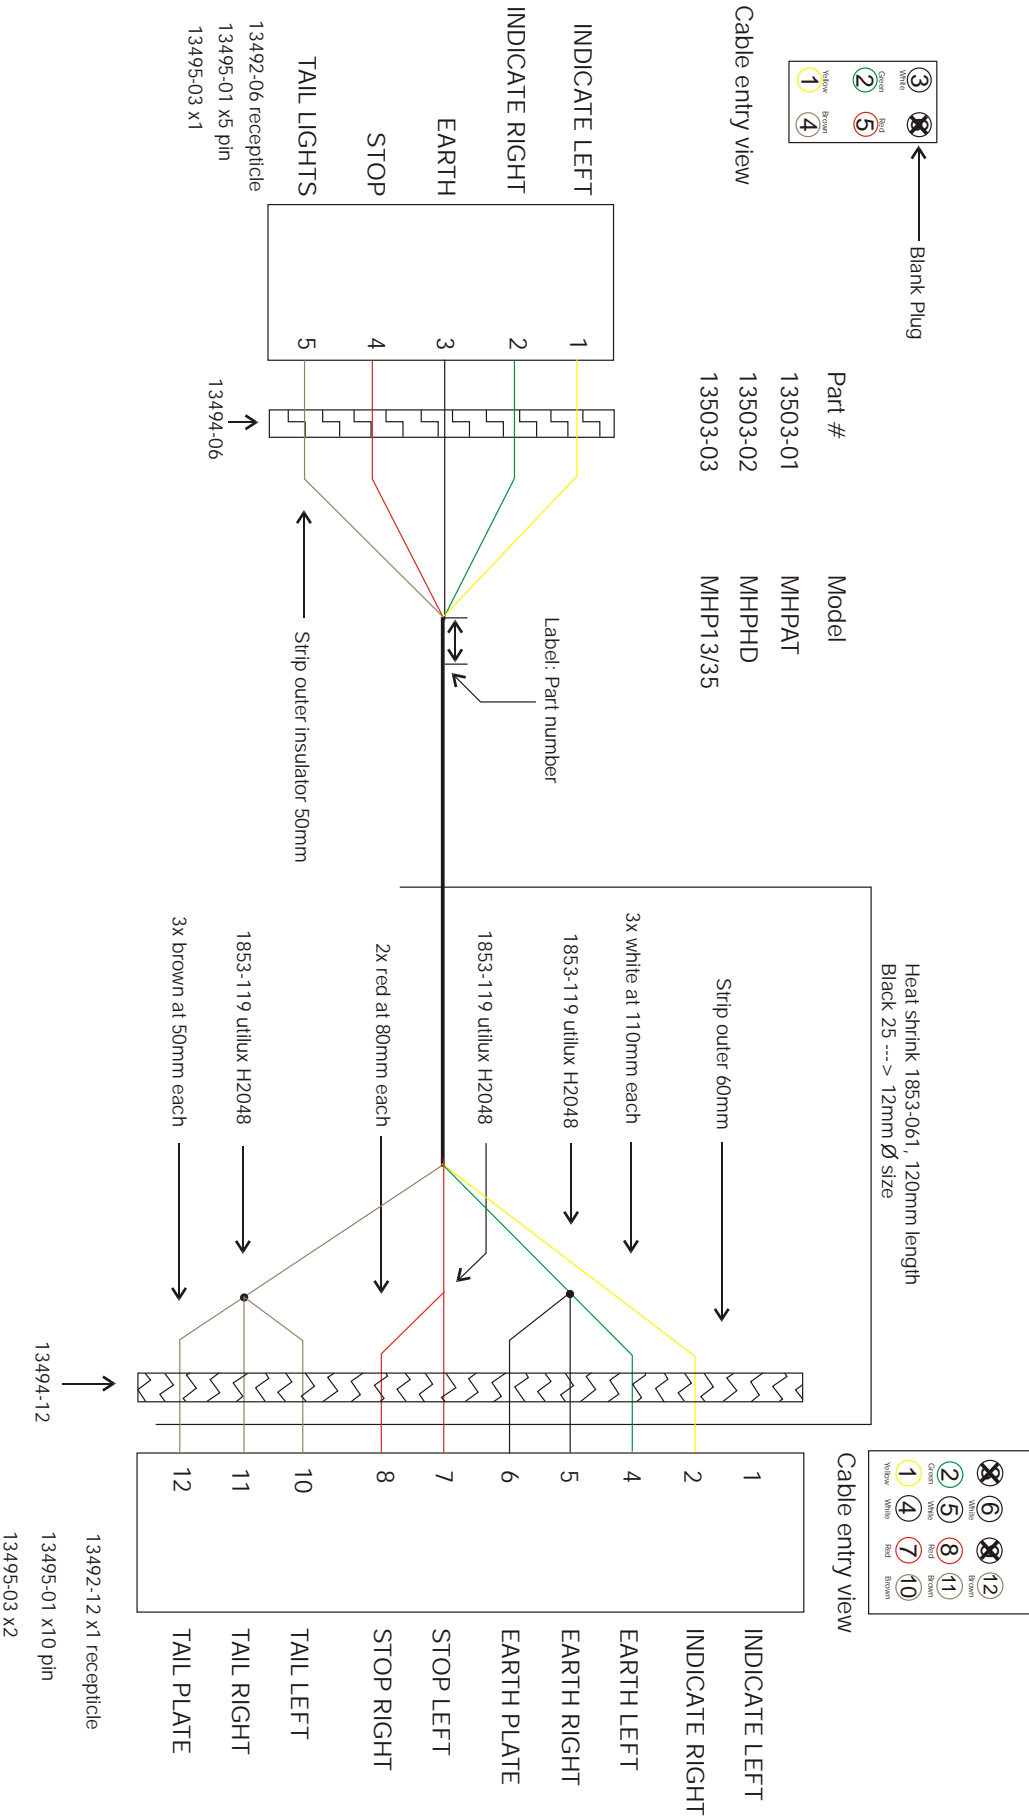 Heat shrink 1853-061, 120mm length
Black 25 ---> 12mm Ø size
Blank Plug
3
White
2
Green
5
Red
1
Yellow
4
Brown
Cable entry view
Part #
Model
13503-01
MHPAT
13503-02
MHPHD
13503-03
MHP13/35
INDICATE LEFT
INDICATE RIGHT
EARTH
STOP
TAIL LIGHTS
1
2
3
4
5
13492-06 recepticle
13495-01 x5 pin
13495-03 x1
13494-06
Label: Part number
Strip outer insulator 50mm
Strip outer 60mm
3x white at 110mm each
1853-119 utilux H2048
1853-119 utilux H2048
2x red at 80mm each
1853-119 utilux H2048
3x brown at 50mm each
13494-12
6
White
12
Brown
2
Green
5
White
8
Red
11
Brown
1
Yellow
4
White
7
Red
10
Brown
Cable entry view
1
2
4
5
6
7
8
10
11
12
INDICATE LEFT
INDICATE RIGHT
EARTH LEFT
EARTH RIGHT
EARTH PLATE
STOP LEFT
STOP RIGHT
TAIL LEFT
TAIL RIGHT
TAIL PLATE
13492-12 x1 recepticle
13495-01 x10 pin
13495-03 x2